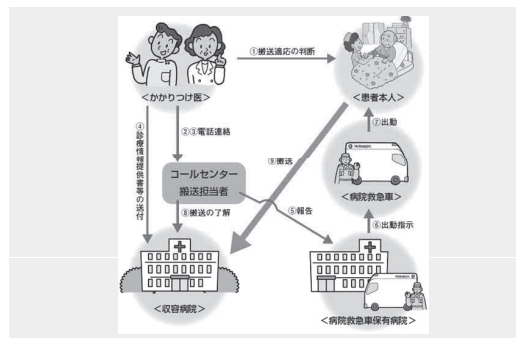 ①搬送適応の判断
<かかりつけ医>
<患者本人>
④診療情報提供書等の送付
②③電話連絡
⑨搬送
⑦出動
コールセンター
搬送担当者
<病院救急車>
⑧搬送の了解
⑤報告
⑥出動指示
<収容病院>
<病院救急車保有病院>